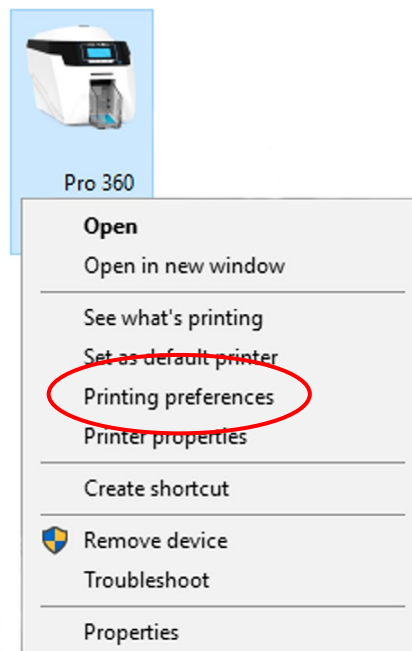 Pro 360
Open
Open in new window
See what's printing
Set as default printer
Printing preferences
Printer properties
Create shortcut
Remove device
Troubleshoot
Properties